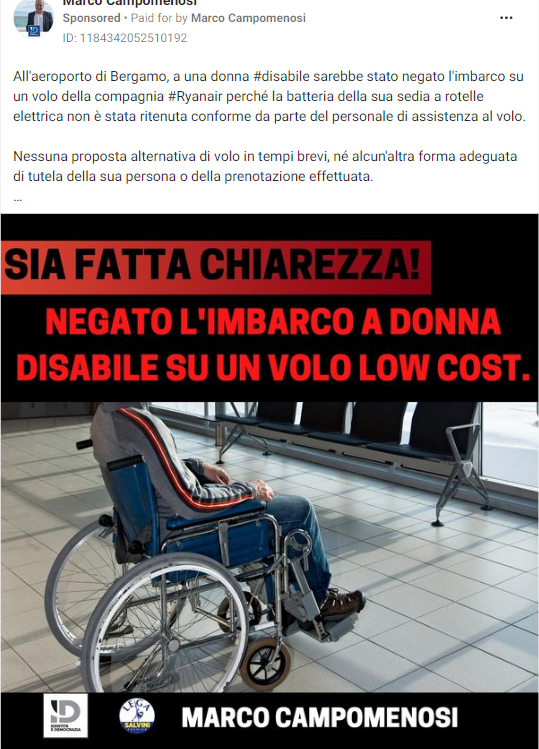 Marco Campomenosi
Sponsored • Paid for by Marco Campomenosi
ID: 1184342052510192
All'aeroporto di Bergamo, a una donna #disabile sarebbe stato negato l'imbarco su
un volo della compagnia #Ryanair perché la batteria della sua sedia a rotelle
elettrica non è stata ritenuta conforme da parte del personale di assistenza al volo.
Nessuna proposta alternativa di volo in tempi brevi, né alcun'altra forma adeguata
di tutela della sua persona o della prenotazione effettuata.
...
SIA FATTA CHIAREZZA!
NEGATO L'IMBARCO A DONNA
DISABILE SU UN VOLO LOW COST.
ID
IDENTITÀ
E DEMOCRAZIA
LEGA
SALVINI
MARCO CAMPOMENOSI